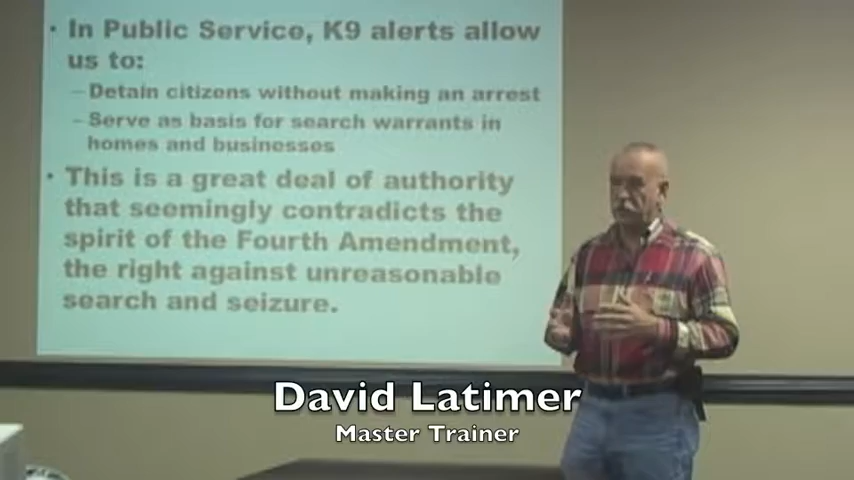 • In Public Service, K9 alerts allow
us to:
– Detain citizens without making an arrest
– Serve as basis for search warrants in
homes and businesses
• This is a great deal of authority
that seemingly contradicts the
spirit of the Fourth Amendment,
the right against unreasonable
search and seizure.
David Latimer
Master Trainer